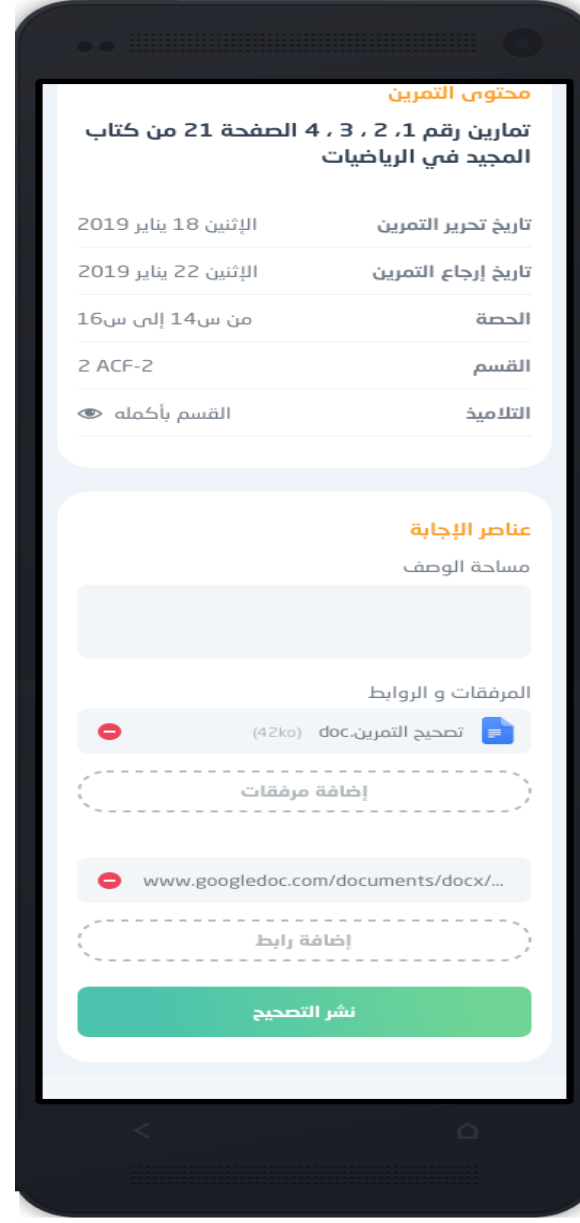 محتوى التمرين
تمارين رقم 1، 2 ، 3 ، 4 الصفحة 21 من كتاب
المجيد في الرياضيات
تاريخ تحرير التمرين الإثنين 18 يناير 2019
تاريخ إرجاع التمرين الإثنين 22 يناير 2019
الحصة من س14 إلى س16
القسم 2 ACF-2
التلاميذ القسم بأكمله
عناصر الإجابة
مساحة الوصف
المرفقات و الروابط
تصحيح التمرين.doc (42ko)
إضافة مرفقات
www.googledoc.com/documents/docx/...
إضافة رابط
نشر التصحيح